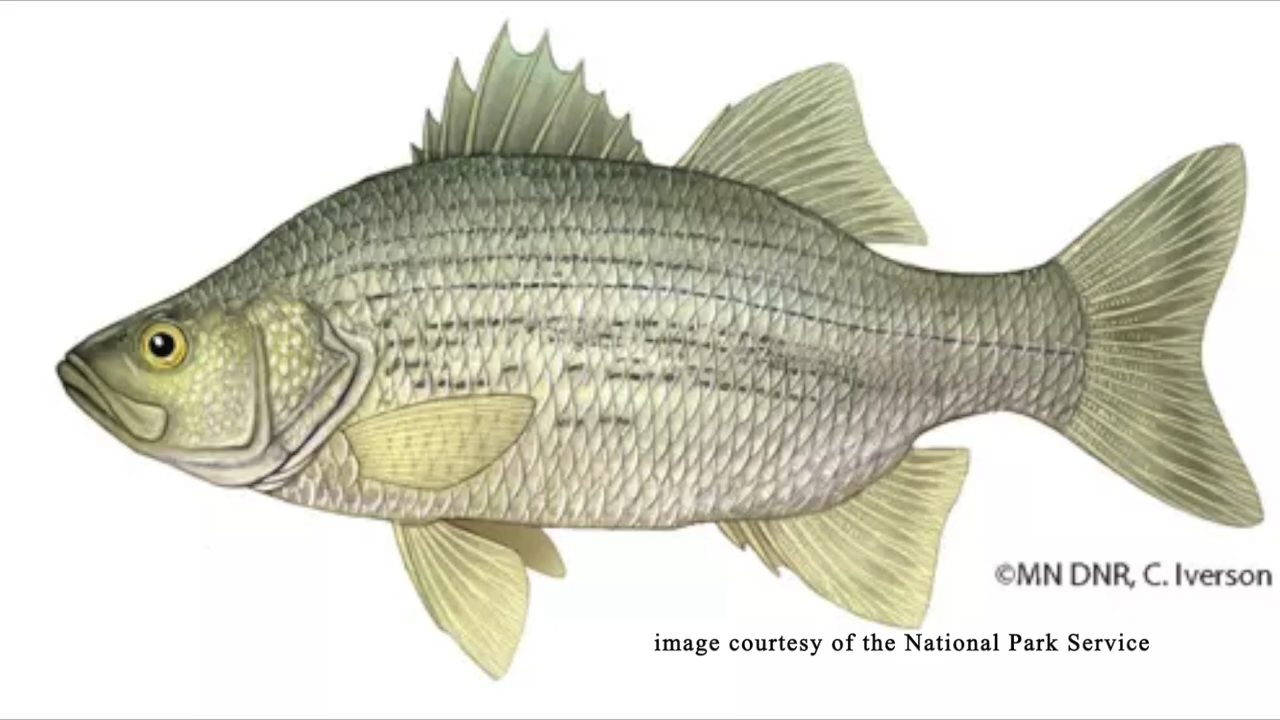 ©MN DNR, C. Iverson
image courtesy of the National Park Service